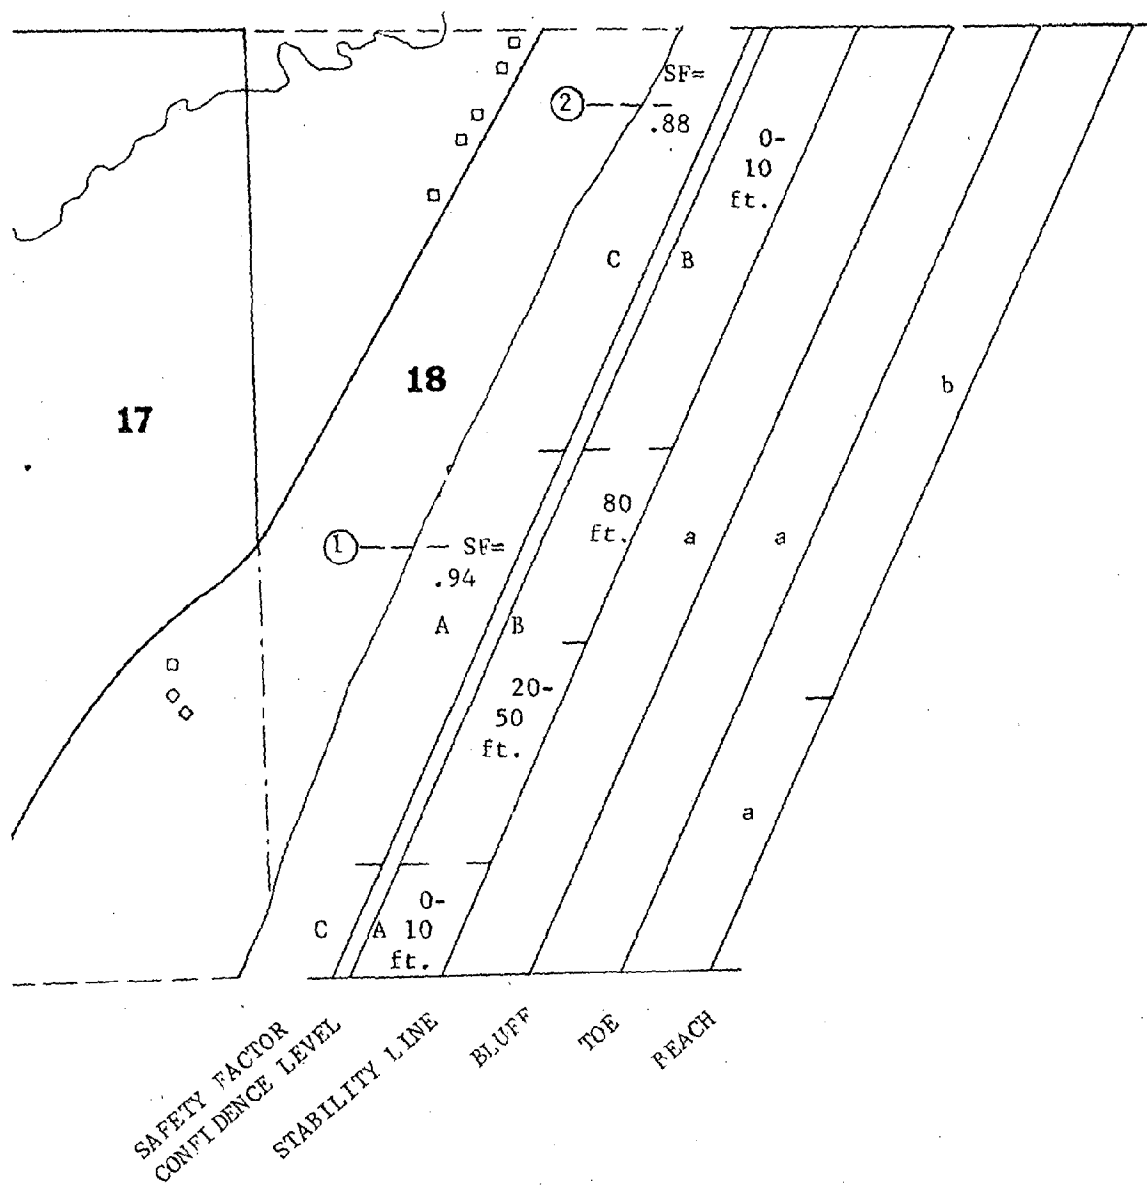 SF=
2
.88
0-
10
ft.
C
B
18
17
b
80
ft.
a
a
1
SF=
.94
A
B
20-
50
ft.
a
0-
C
A
10
ft.
SAFETY FACTOR
CONFIDENCE LEVEL
STABILITY LINE
BLUFF
TOE
BEACH